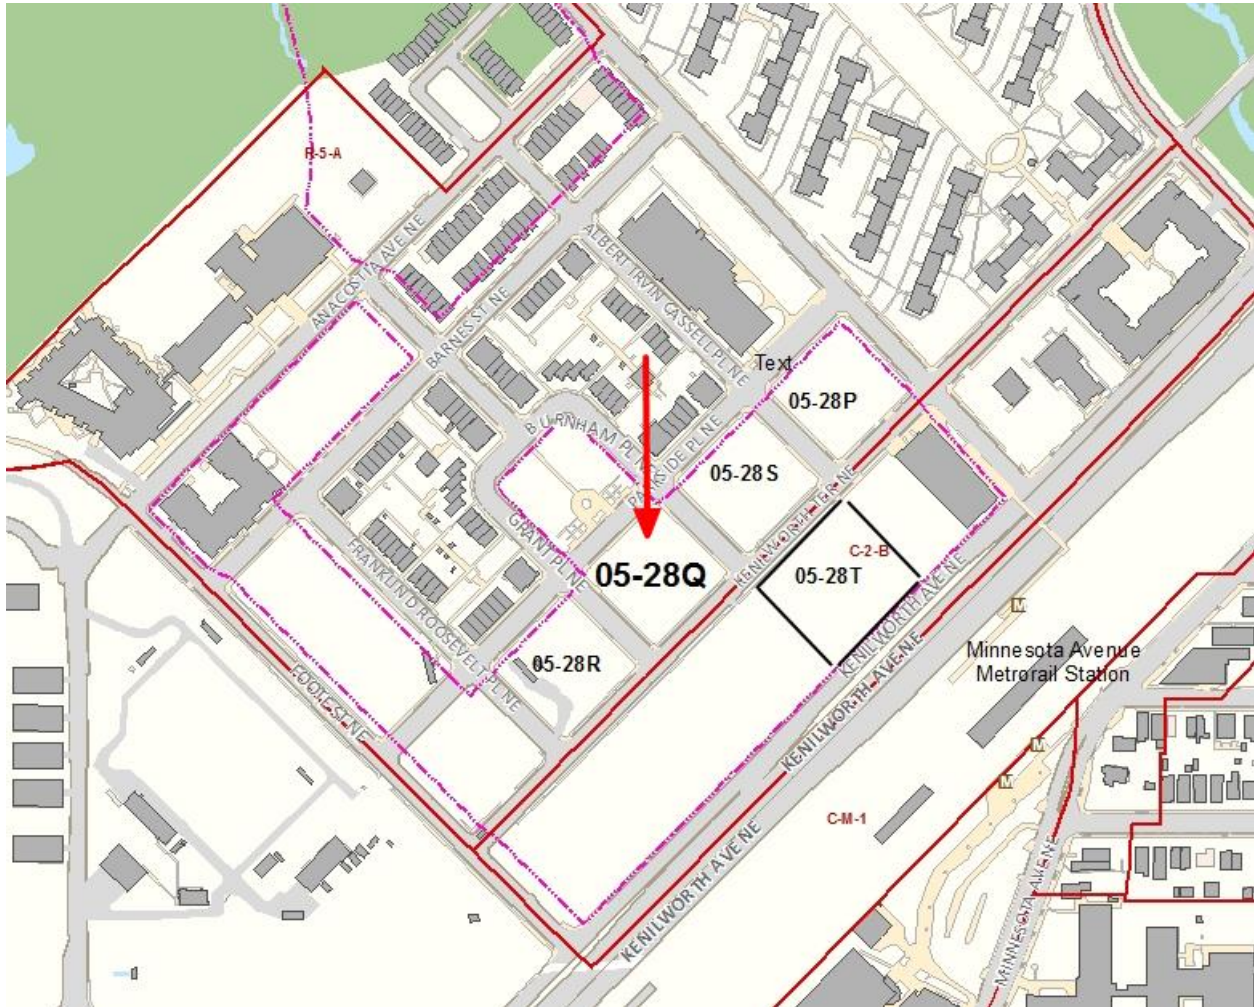 R-5-A
ANACOSTIA AVE NE
BARNES ST NE
ALBERT IRVIN CASSELL PL NE
Text
05-28P
BURNHAM PL NE
PARKSIDE PL NE
05-28S
KENILWORTH TER NE
C-2-B
05-28T
05-28Q
GRANT PL NE
FRANKLIN D ROOSEVELT PL NE
05-28R
FOOTE ST NE
KENILWORTH AVE NE
KENILWORTH AVE NE
M
Minnesota Avenue
Metrorail Station
M
M
C-M-1
KENILWORTH AVE NE
MINNESOTA AVE NE